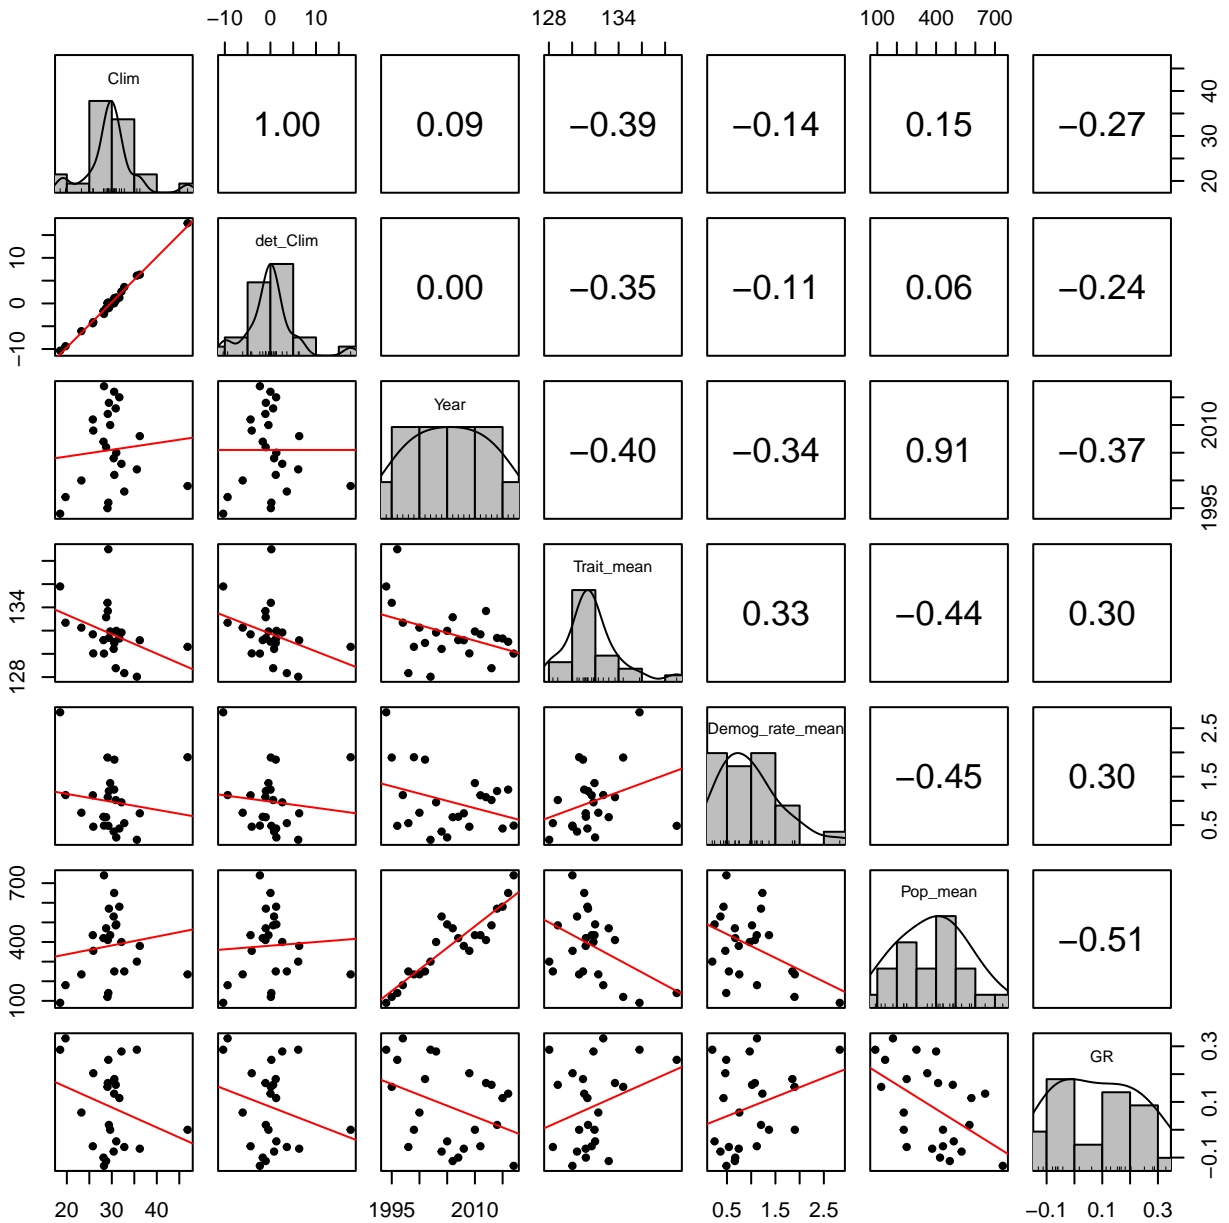 −10 0 10 128 134 100 400 700
Clim 1.00 0.09 −0.39 −0.14 0.15 −0.27 20 30 40
−10 0 10 det_Clim 0.00 −0.35 −0.11 0.06 −0.24
Year −0.40 −0.34 0.91 −0.37 1995 2010
128 134 Trait_mean 0.33 −0.44 0.30
Demog_rate_mean −0.45 0.30 0.5 1.5 2.5
100 400 700 Pop_mean −0.51
GR −0.1 0.1 0.3
20 30 40 1995 2010 0.5 1.5 2.5 −0.1 0.1 0.3